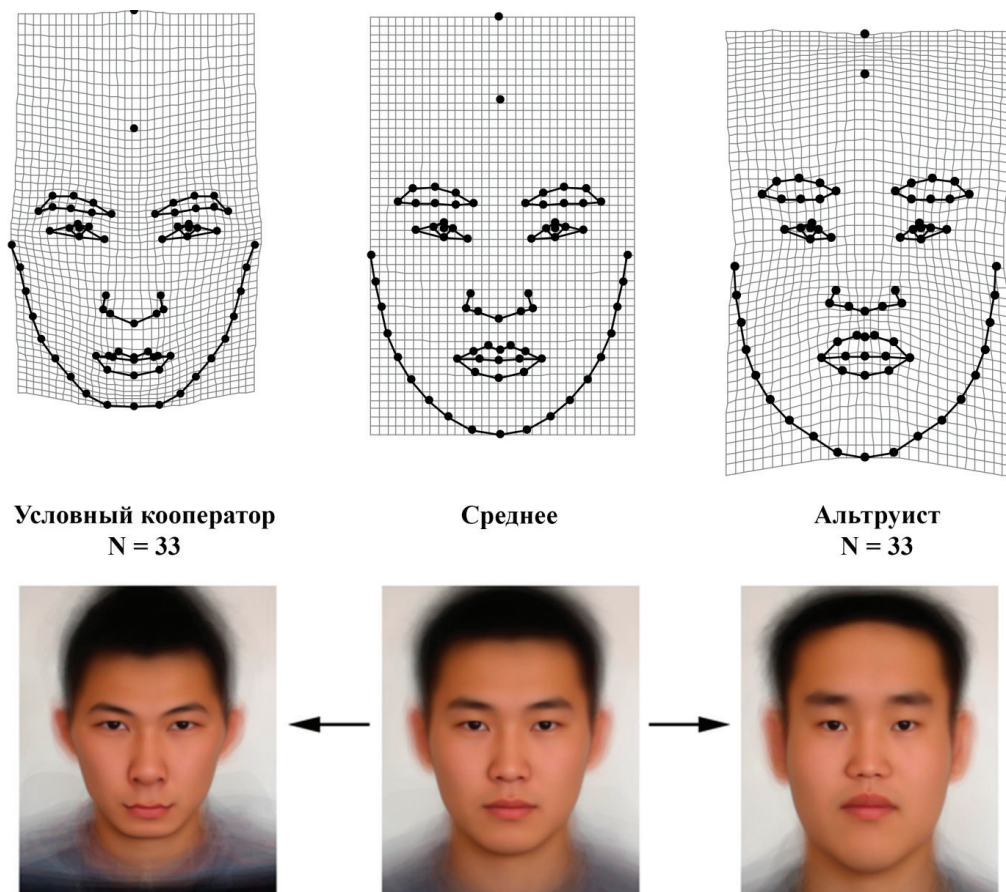 Условный кооператор
N = 33
Среднее
Альтруист
N = 33